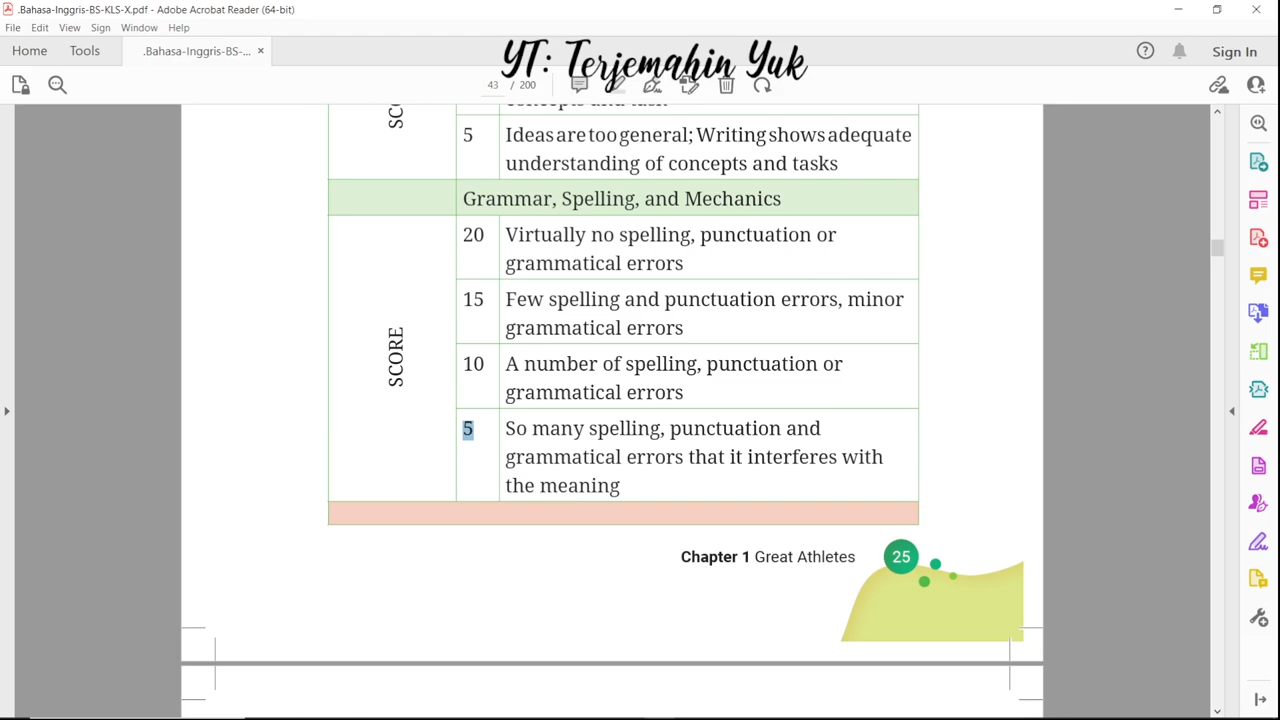 .Bahasa-Inggris-BS-KLS-X.pdf - Adobe Acrobat Reader (64-bit)
File Edit View Sign Window Help
Home Tools .Bahasa-Inggris-BS-... × Sign In
YT: Terjemahin Yuk
43 / 200
concepts and task
5 Ideas are too general; Writing shows adequate
understanding of concepts and tasks
Grammar, Spelling, and Mechanics
SCORE
20 Virtually no spelling, punctuation or
grammatical errors
15 Few spelling and punctuation errors, minor
grammatical errors
10 A number of spelling, punctuation or
grammatical errors
5 So many spelling, punctuation and
grammatical errors that it interferes with
the meaning
Chapter 1 Great Athletes 25